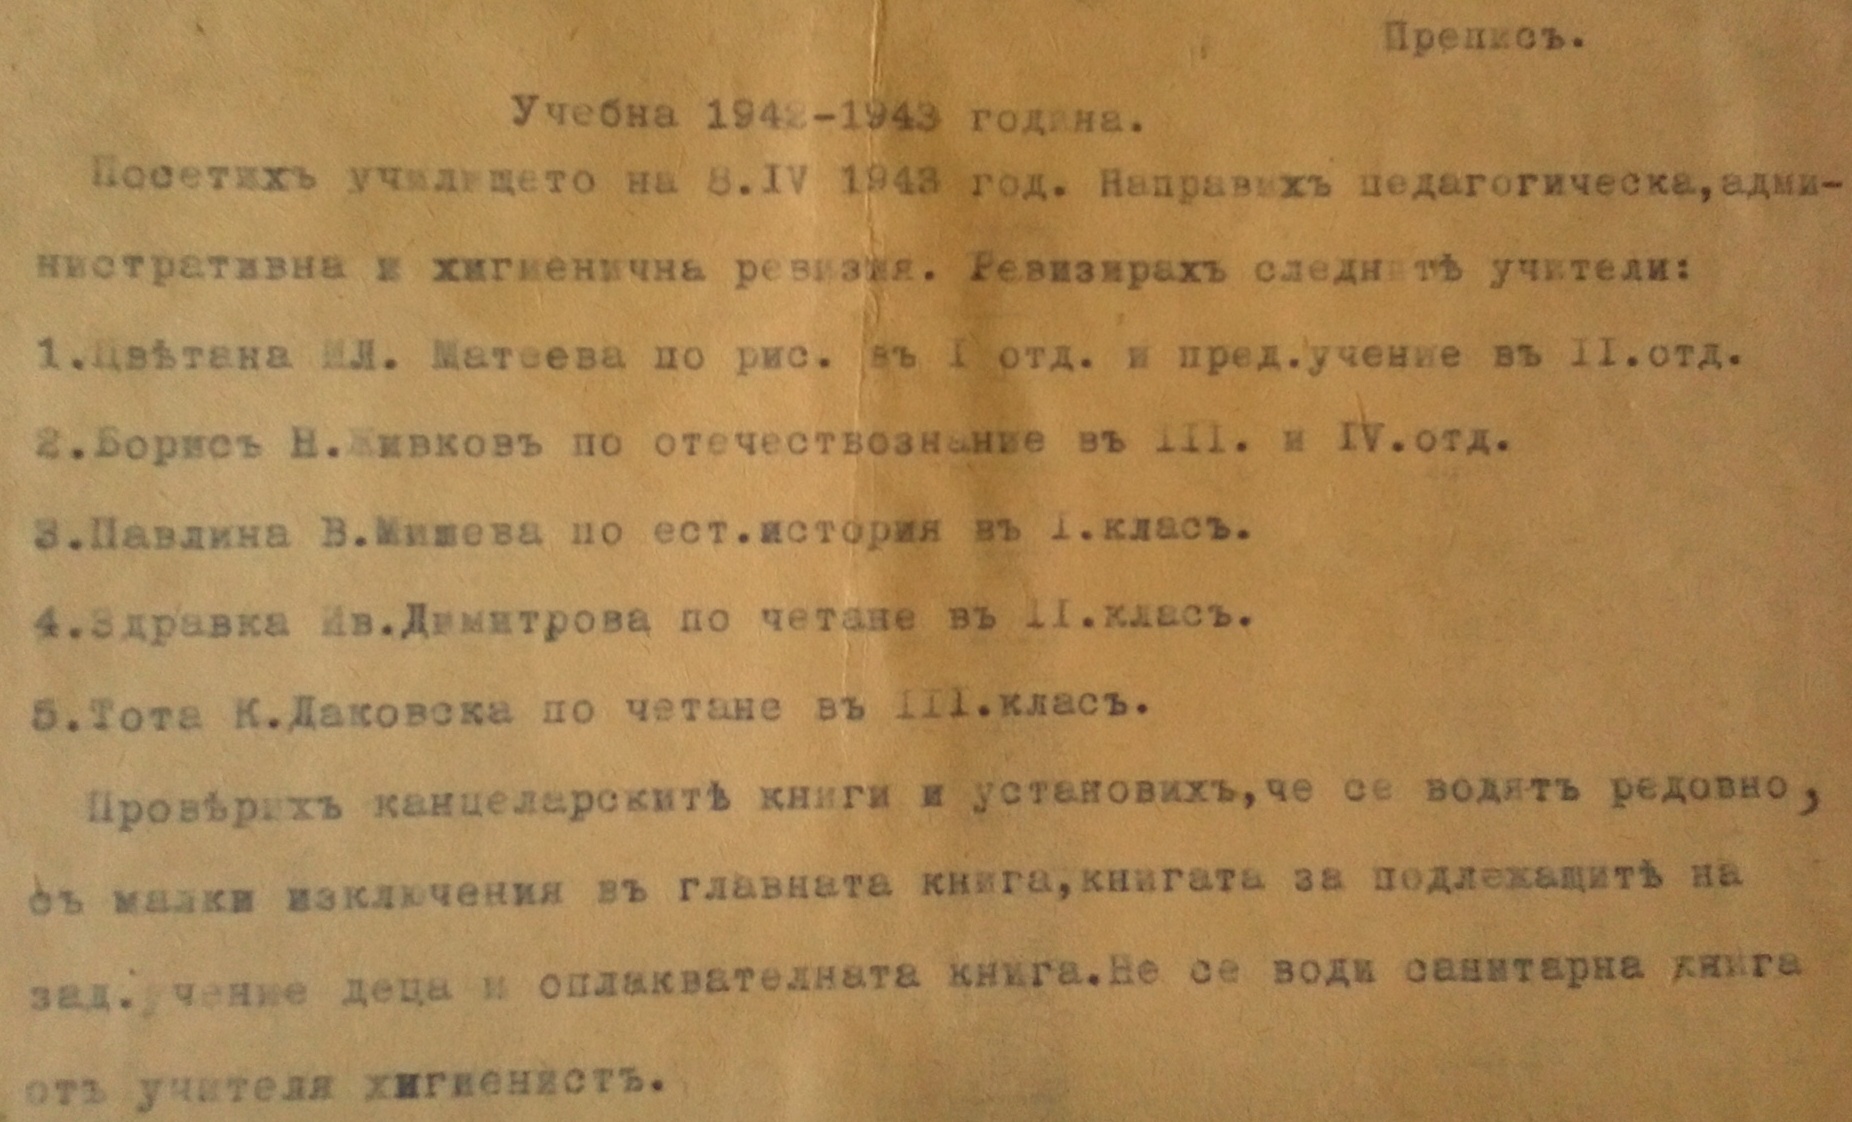 Преписъ.
Учебна 1942-1943 година.
Посетихъ училището на 8.IV 1943 год. Направихъ педагогическа,адми-
нистративна и хигиенична ревизия. Ревизирахъ следнитѣ учители:
1.Цвѣтана Ил. Матеева по рис. въ I отд. и пред.учение въ II.отд.
2.Борисъ Н.Живковъ по отечествознание въ III. и IV.отд.
3.Павлина В.Мишева по ест.история въ I.класъ.
4.Здравка Ив.Димитрова по четане въ II.класъ.
5.Тота К.Даковска по четане въ III.класъ.
Провѣрихъ канцеларскитѣ книги и установихъ,че се водятъ редовно,
съ малки изключения въ главната книга,книгата за подлежащитѣ на
зад.учение деца и оплаквателната книга.Не се води санитарна книга
отъ учителя хигиенистъ.